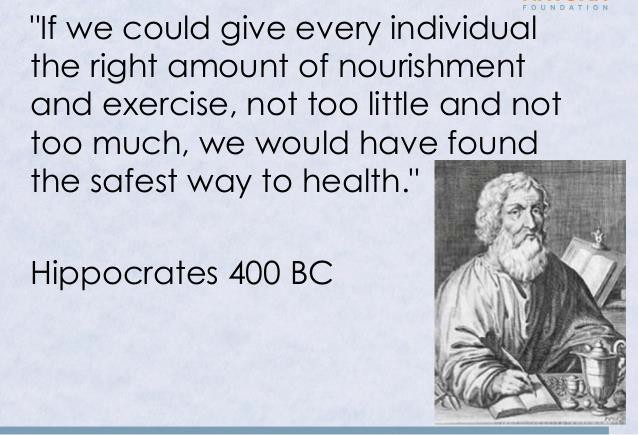 FOUNDATION
"If we could give every individual
the right amount of nourishment
and exercise, not too little and not
too much, we would have found
the safest way to health."
Hippocrates 400 BC